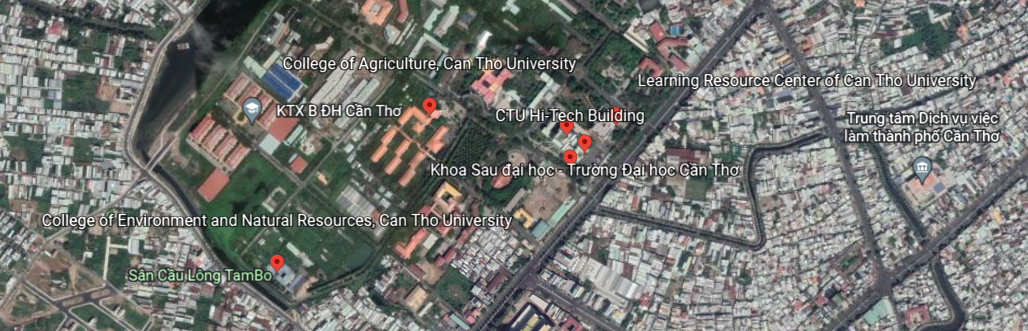 College of Agriculture, Can Tho University
Learning Resource Center of Can Tho University
KTX B ĐH Cần Thơ
CTU Hi-Tech Building
Trung tâm Dịch vụ việc
làm thành phố Cần Thơ
Khoa Sau đại học - Trường Đại học Cần Thơ
College of Environment and Natural Resources, Can Tho University
Sân Cầu Lông TamBo